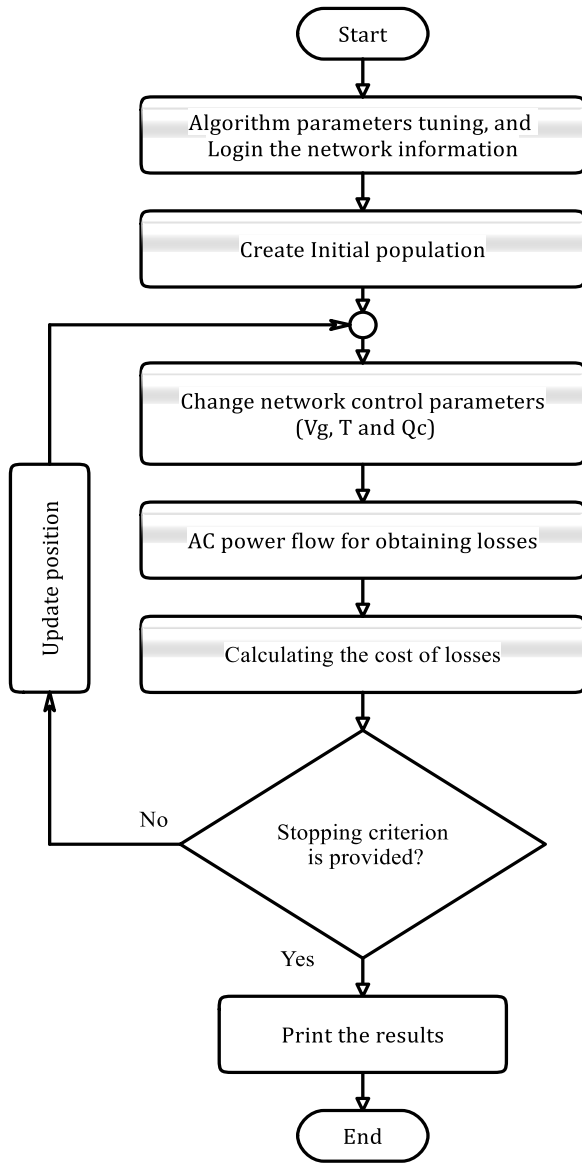 Start
Algorithm parameters tuning, and
Login the network information
Create Initial population
Change network control parameters
(Vg, T and Qc)
AC power flow for obtaining losses
Update position
Calculating the cost of losses
No
Stopping criterion
is provided?
Yes
Print the results
End